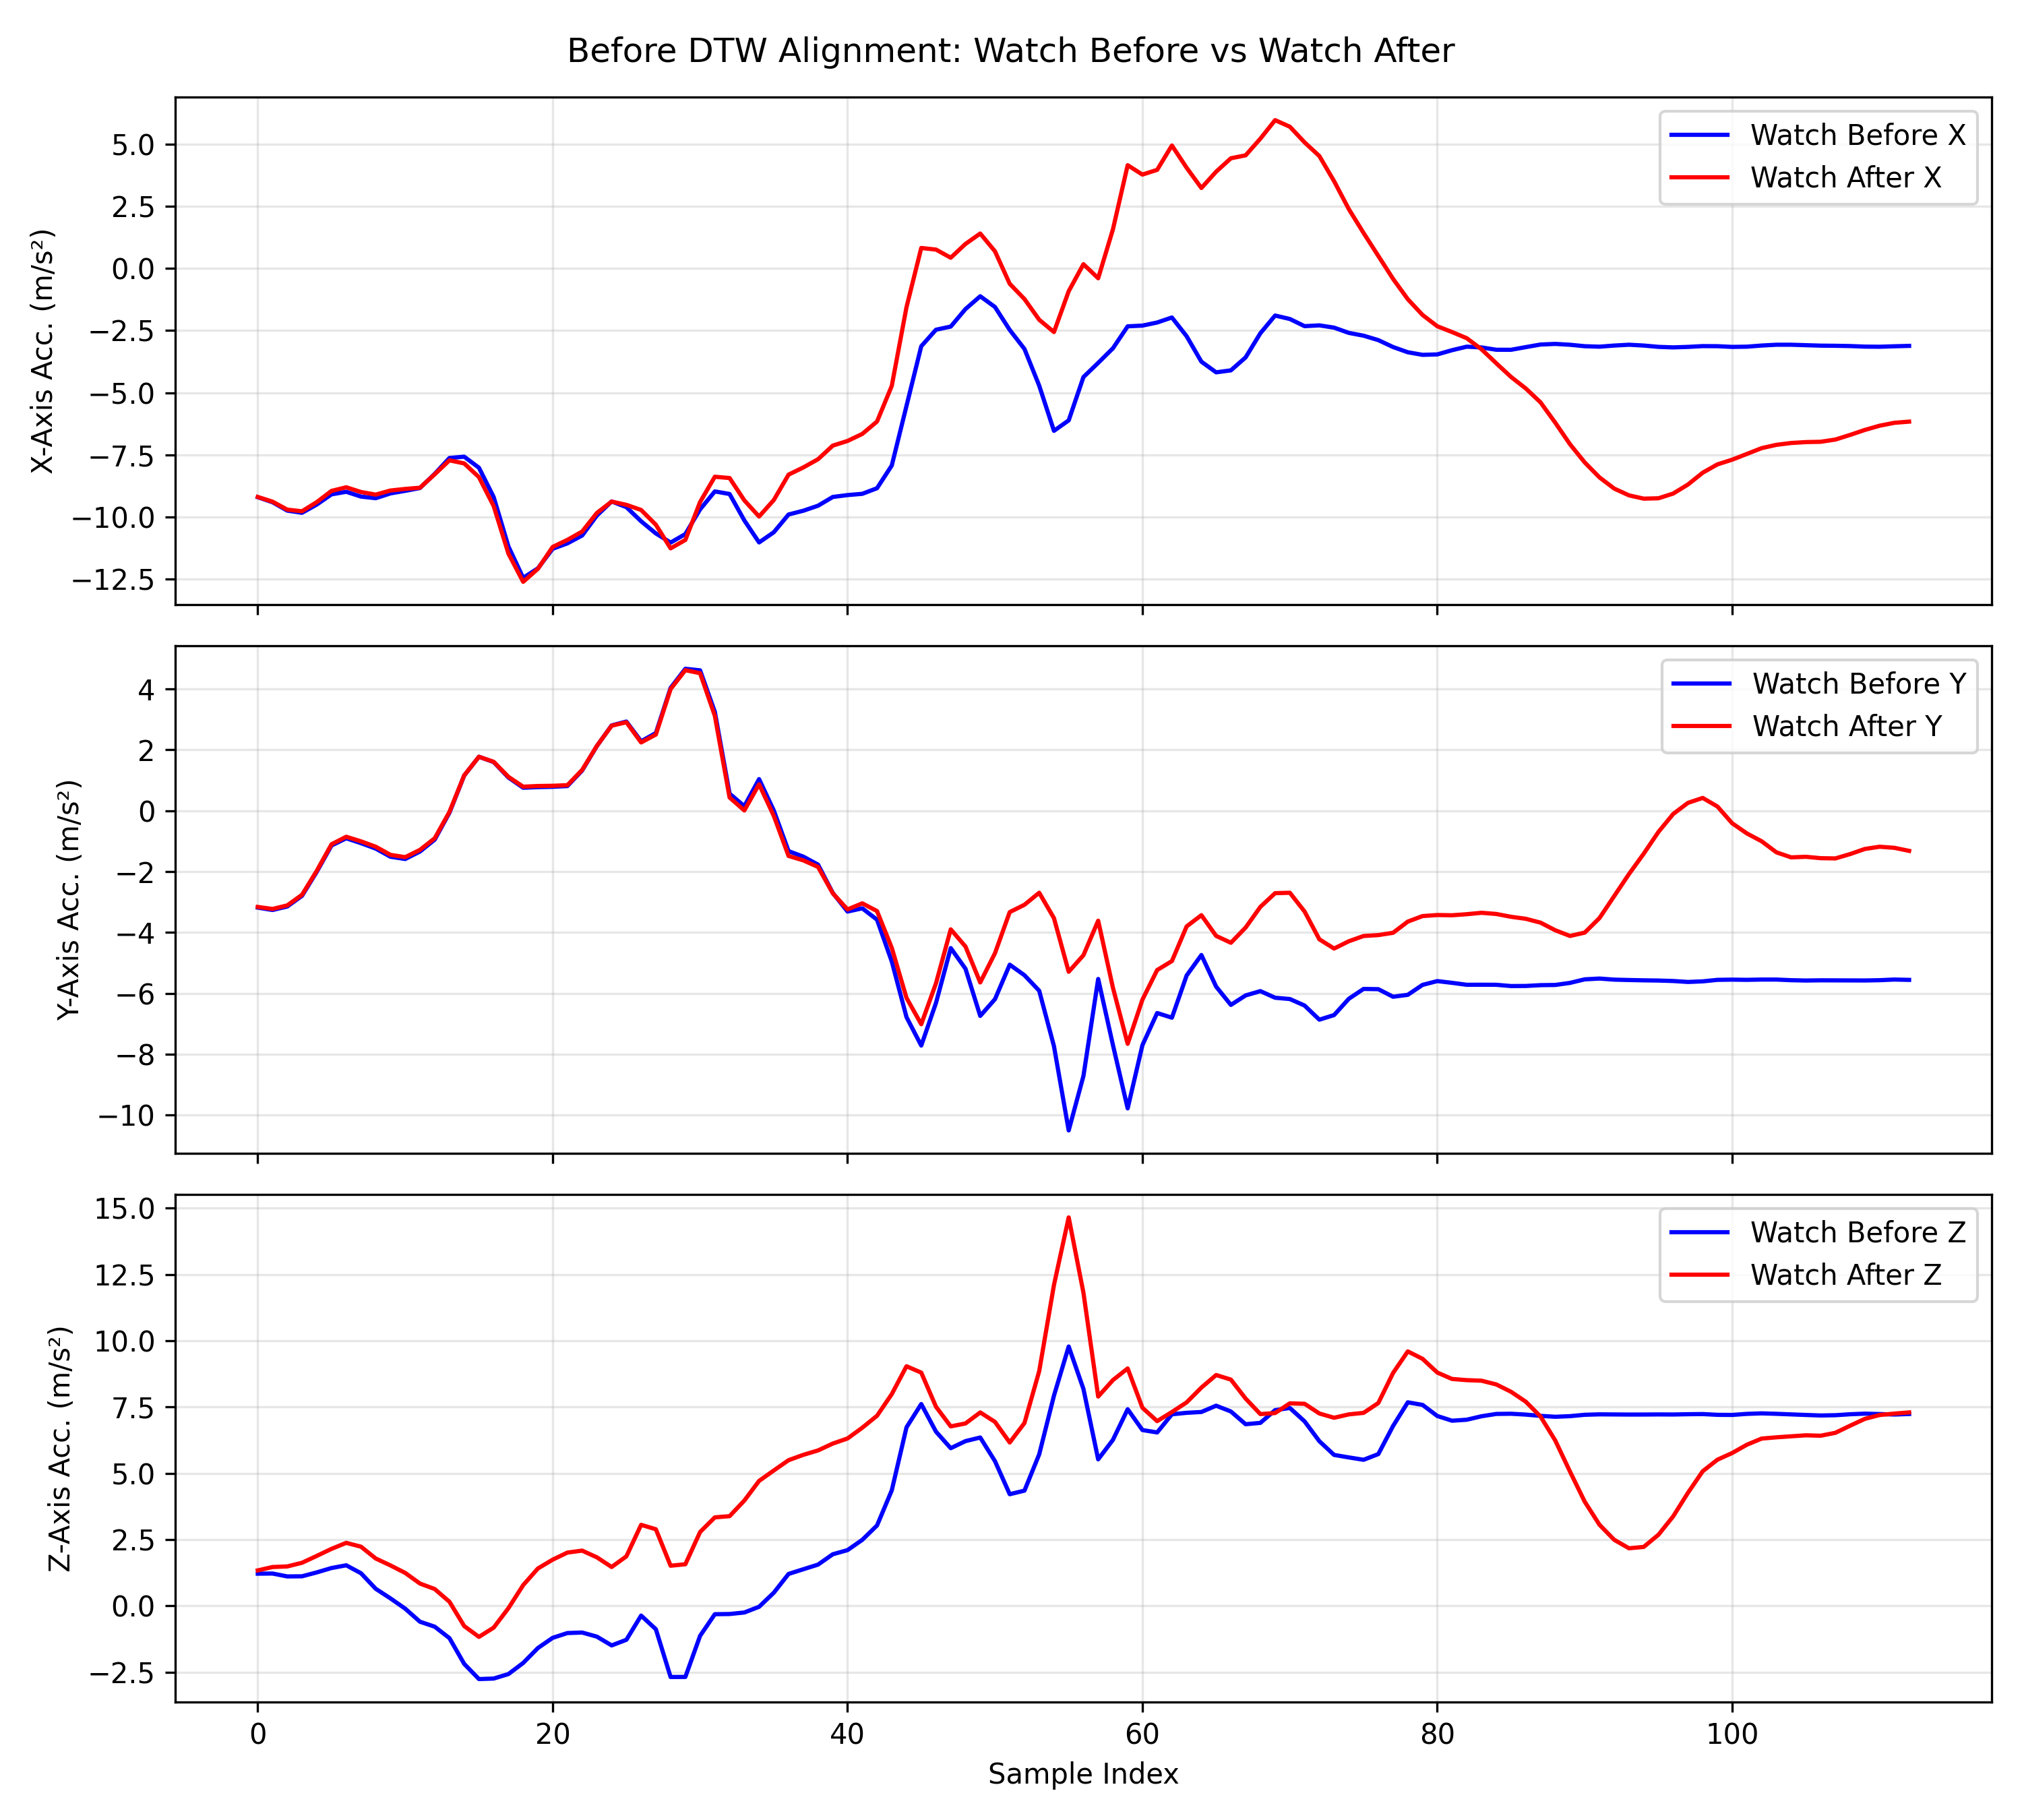 Before DTW Alignment: Watch Before vs Watch After
X-Axis Acc. (m/s²)
5.0
2.5
0.0
−2.5
−5.0
−7.5
−10.0
−12.5
Watch Before X
Watch After X
Y-Axis Acc. (m/s²)
4
2
0
−2
−4
−6
−8
−10
Watch Before Y
Watch After Y
Z-Axis Acc. (m/s²)
15.0
12.5
10.0
7.5
5.0
2.5
0.0
−2.5
Watch Before Z
Watch After Z
0 20 40 60 80 100
Sample Index